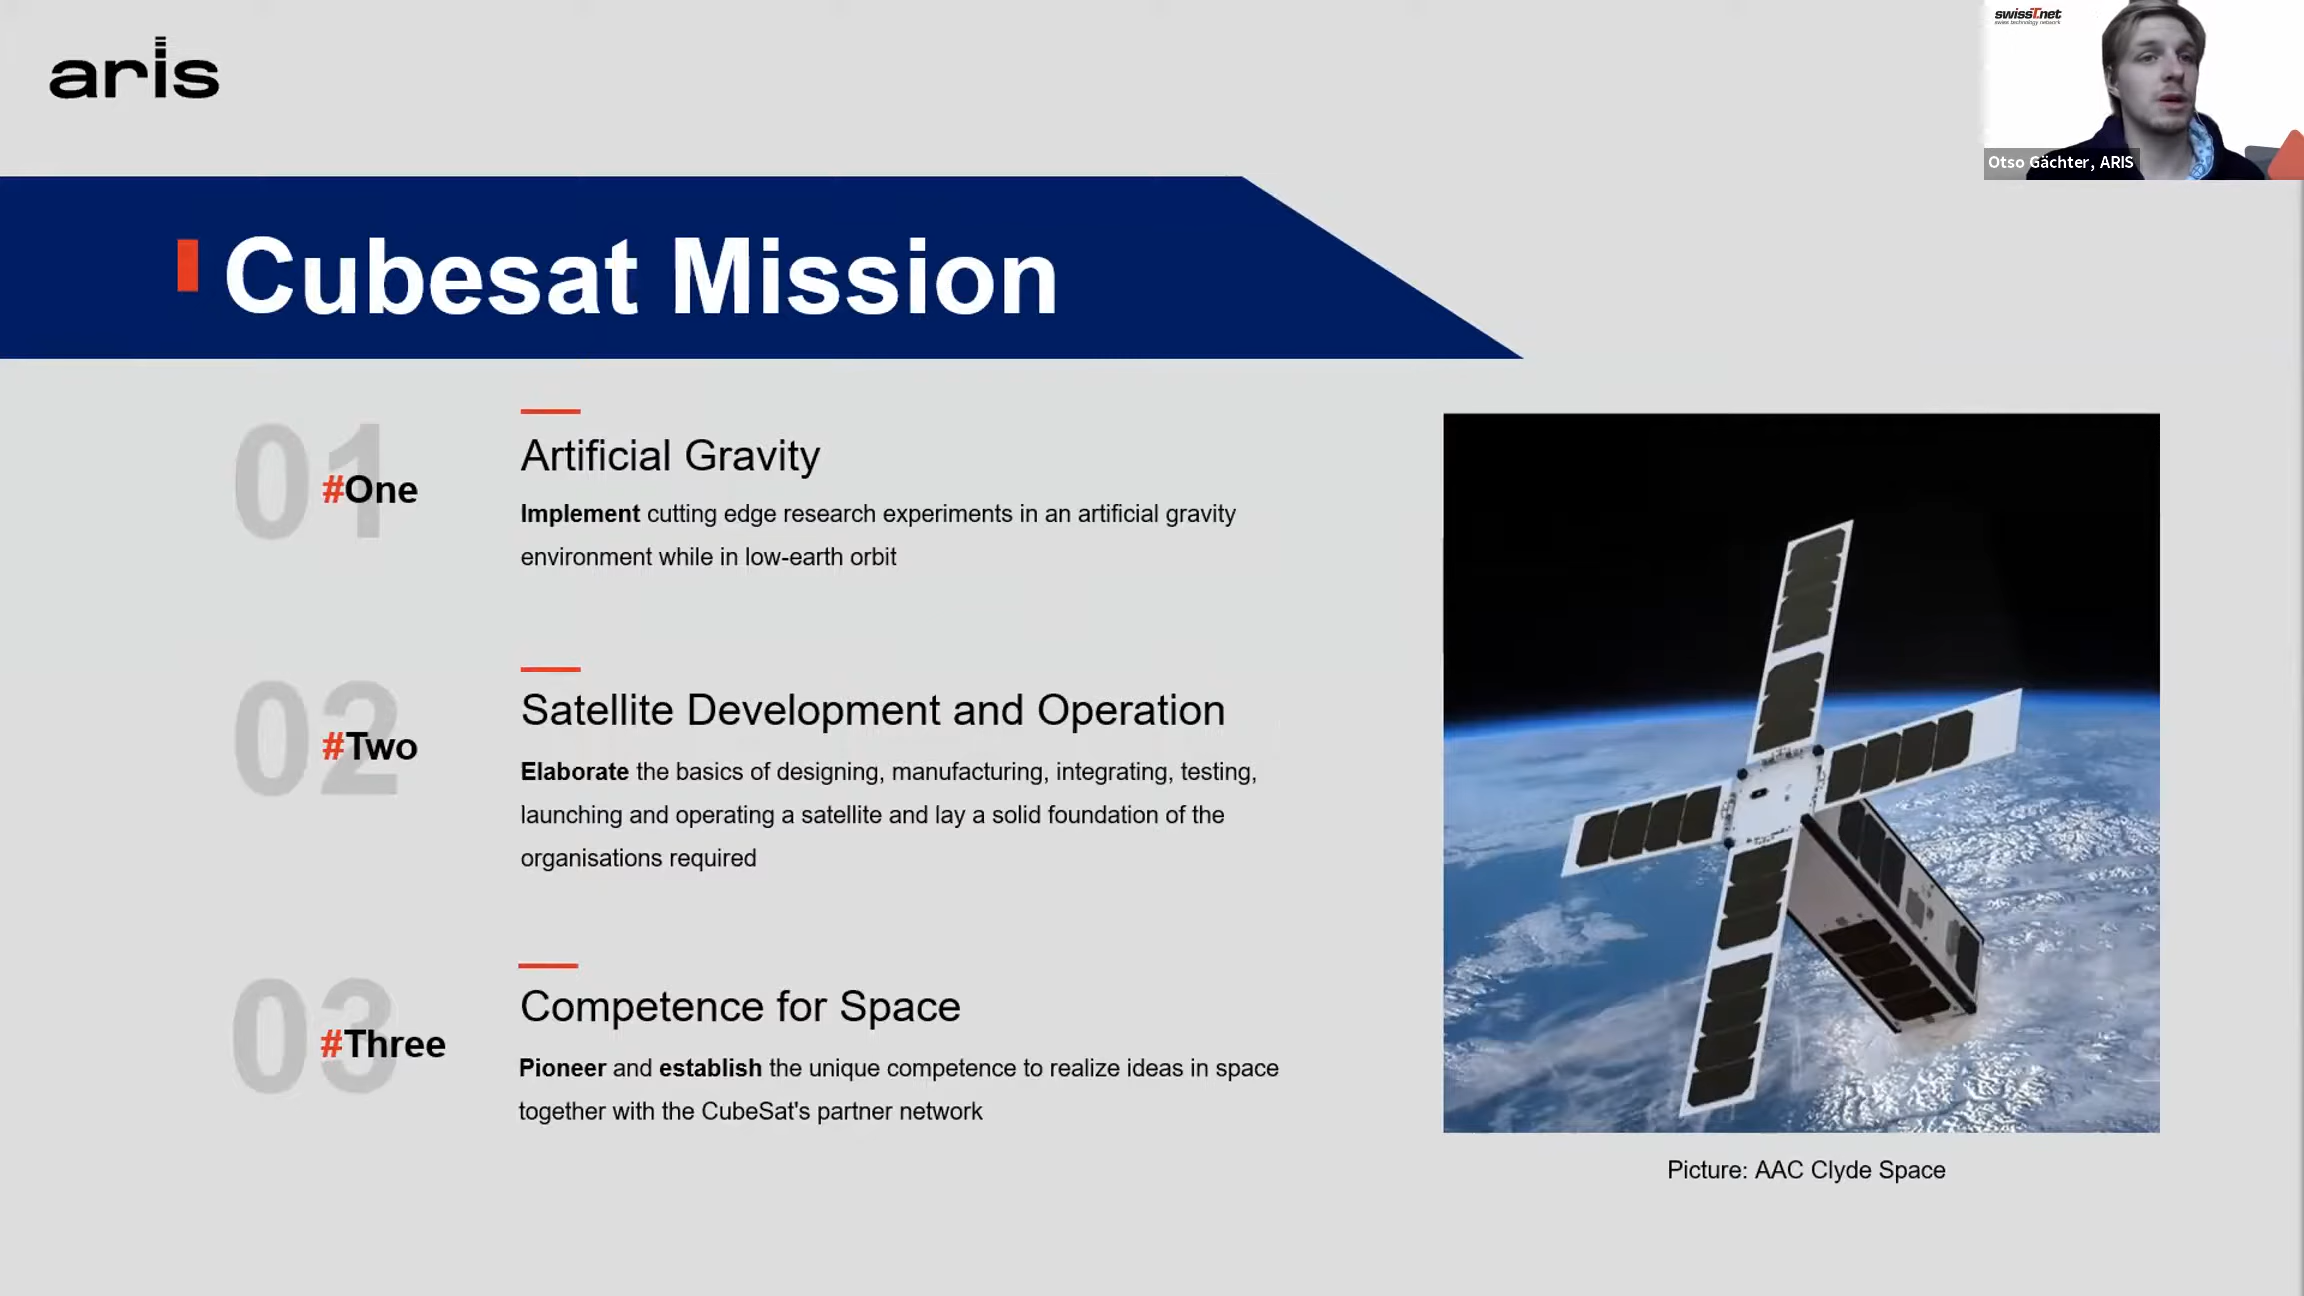 aris
swissT.net
Otso Gächter, ARIS
Cubesat Mission
01
#One
Artificial Gravity
Implement cutting edge research experiments in an artificial gravity
environment while in low-earth orbit
02
#Two
Satellite Development and Operation
Elaborate the basics of designing, manufacturing, integrating, testing,
launching and operating a satellite and lay a solid foundation of the
organisations required
03
#Three
Competence for Space
Pioneer and establish the unique competence to realize ideas in space
together with the CubeSat's partner network
Picture: AAC Clyde Space